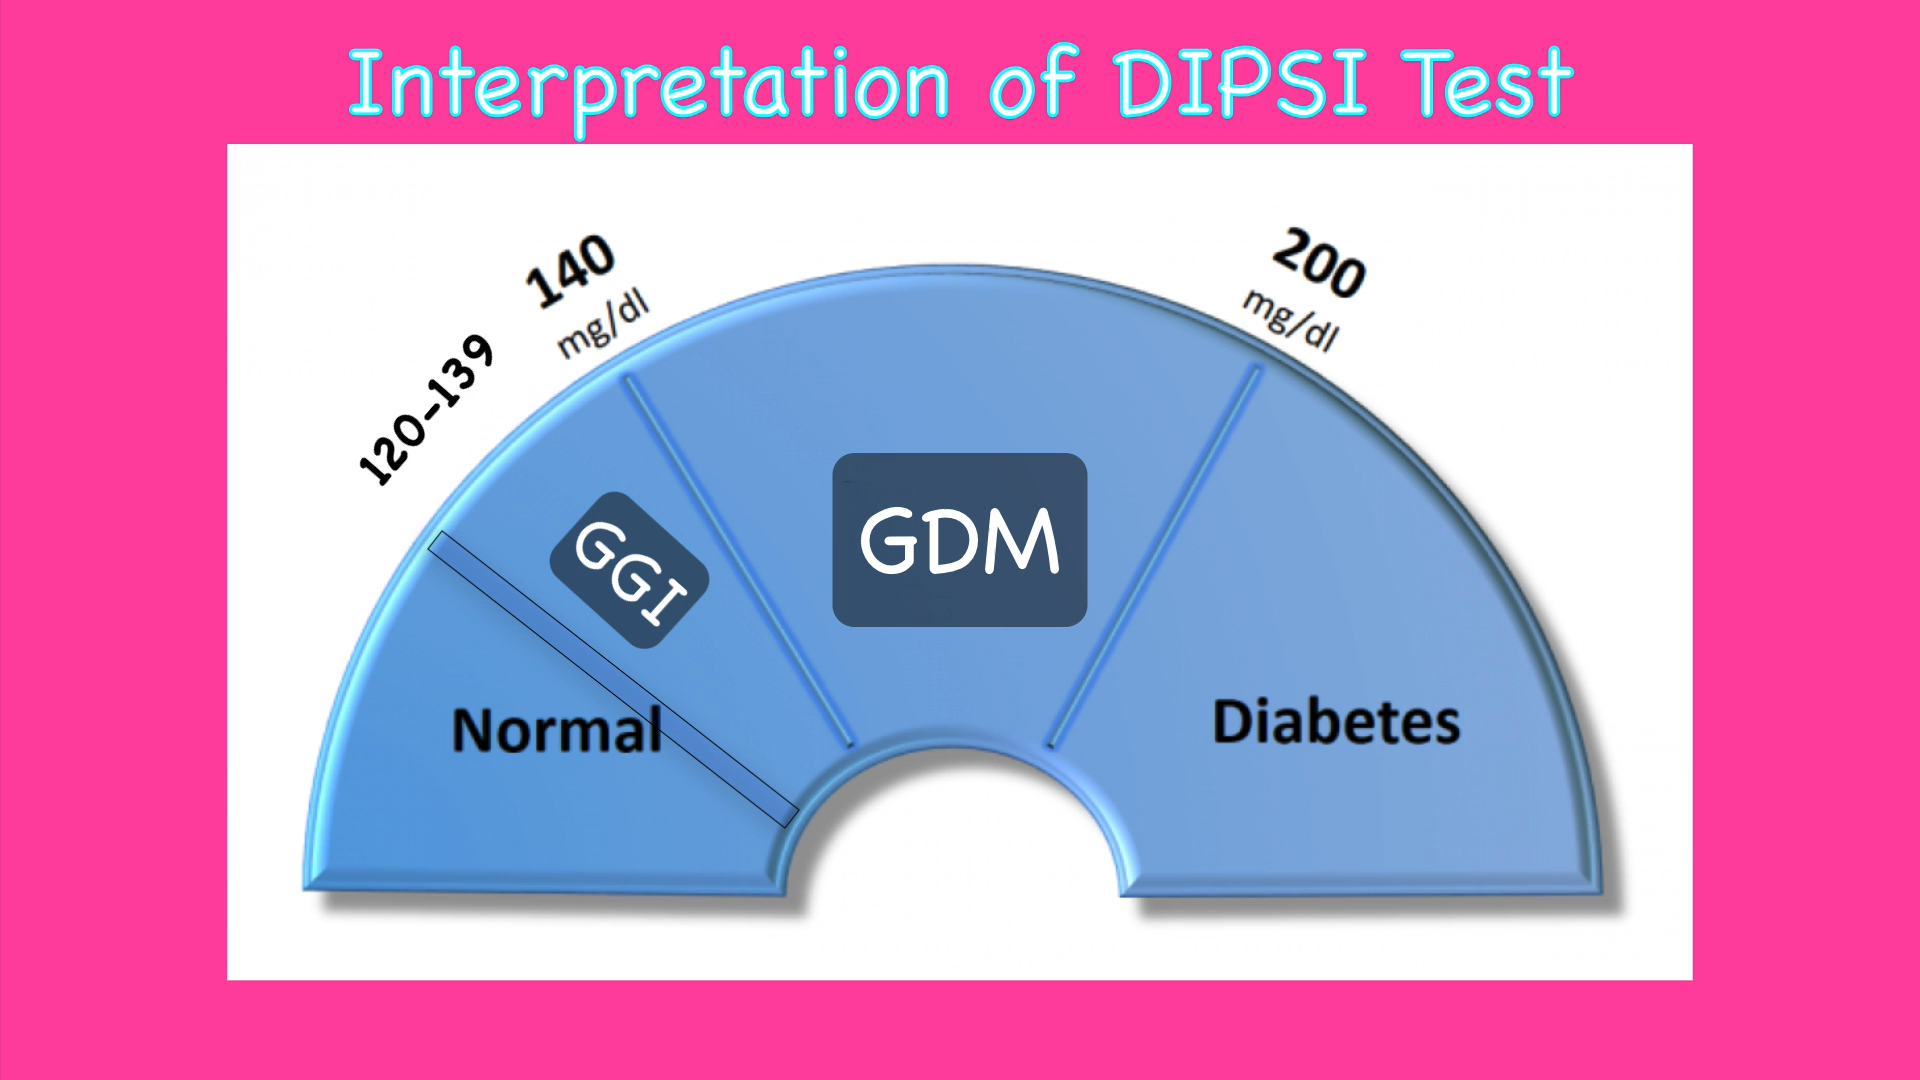 Interpretation of DIPSI Test
120-139
140
mg/dl
200
mg/dl
GGI
GDM
Normal
Diabetes